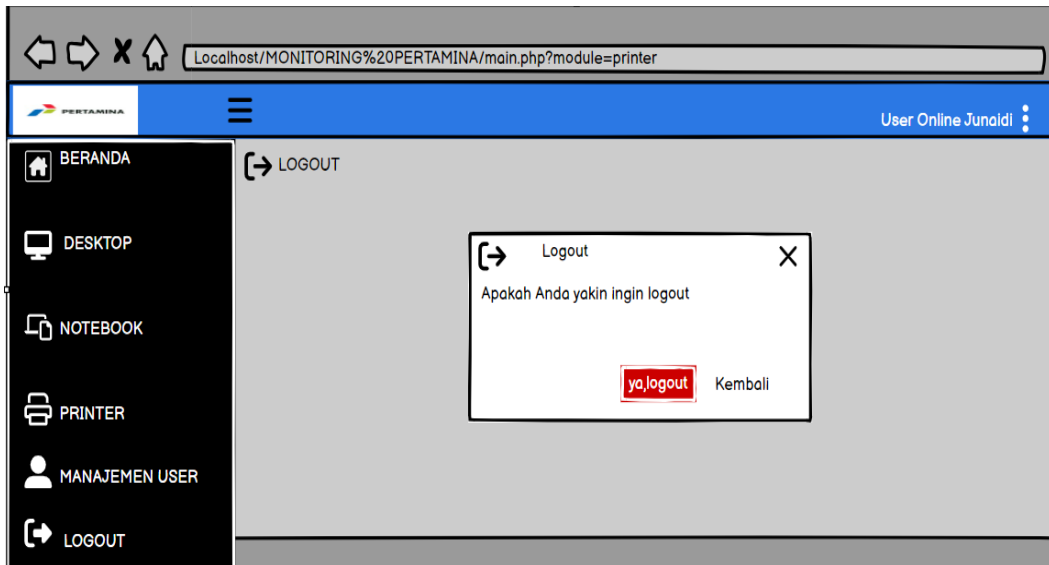 Localhost/MONITORING%20PERTAMINA/main.php?module=printer
PERTAMINA
User Online Junaidi
BERANDA
LOGOUT
DESKTOP
Logout
Apakah Anda yakin ingin logout
NOTEBOOK
ya,logout
Kembali
PRINTER
MANAJEMEN USER
LOGOUT